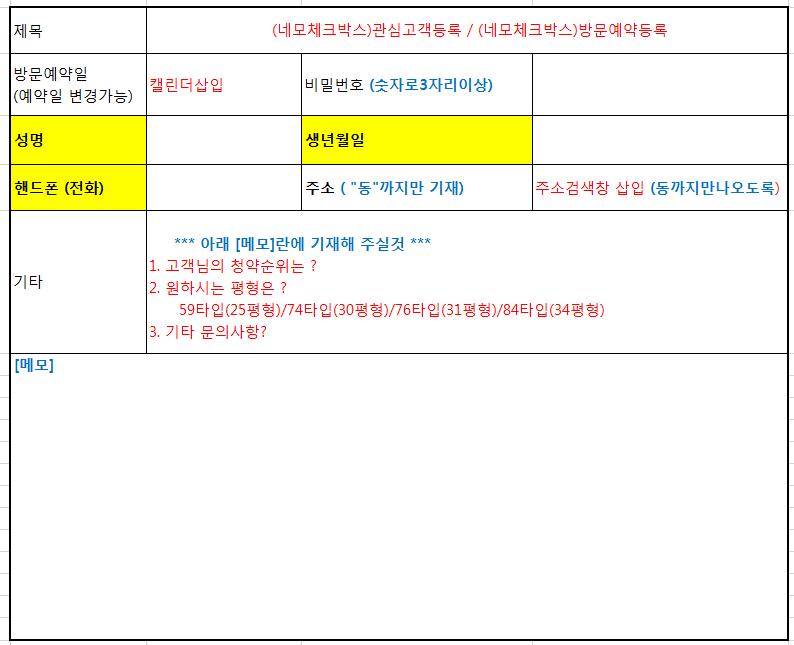 제목
(네모체크박스)관심고객등록 / (네모체크박스)방문예약등록
방문예약일
(예약일 변경가능)
캘린더삽입
비밀번호 (숫자로3자리이상)
성명
생년월일
핸드폰 (전화)
주소 ( "동"까지만 기재)
주소검색창 삽입 (동까지만나오도록)
기타
*** 아래 [메모]란에 기재해 주실것 ***
1. 고객님의 청약순위는 ?
2. 원하시는 평형은 ?
59타입(25평형)/74타입(30평형)/76타입(31평형)/84타입(34평형)
3. 기타 문의사항?
[메모]